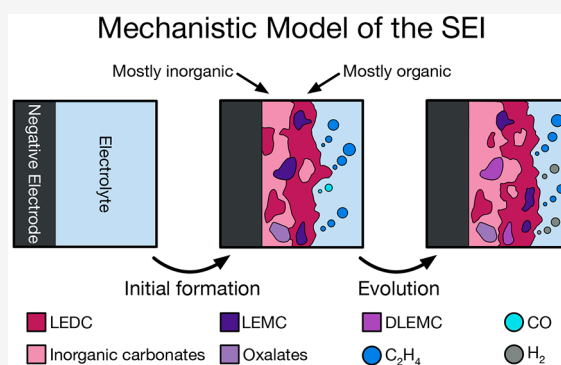 Mechanistic Model of the SEI
Mostly inorganic
Mostly organic
Negative Electrode
Electrolyte
Initial formation
Evolution
LEDC
LEMC
DLEMC
CO
Inorganic carbonates
Oxalates
C₂H₄
H₂